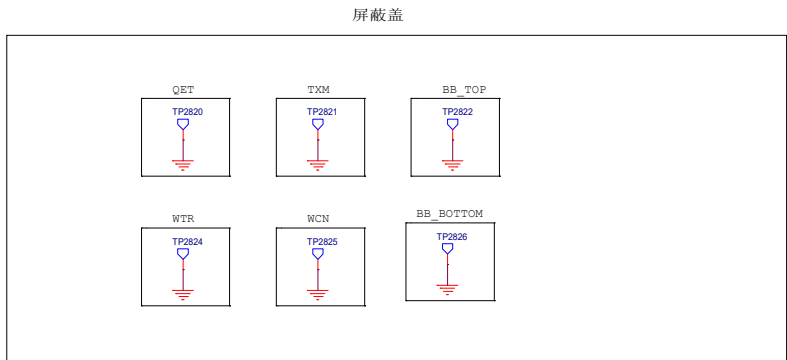 屏蔽盖
QET TXM BB_TOP
TP2820 TP2821 TP2822
WTR WCN BB_BOTTOM
TP2824 TP2825 TP2826